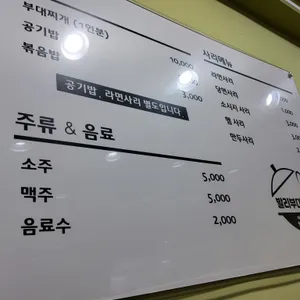 부대찌개 (1인분)
공기밥
볶음밥
10,000
3,000
공기밥, 라면사리 별도입니다.
주류 & 음료
소주 5,000
맥주 5,000
음료수 2,000
사리메뉴
라면사리
당면사리
소시지 사리
햄 사리
만두사리